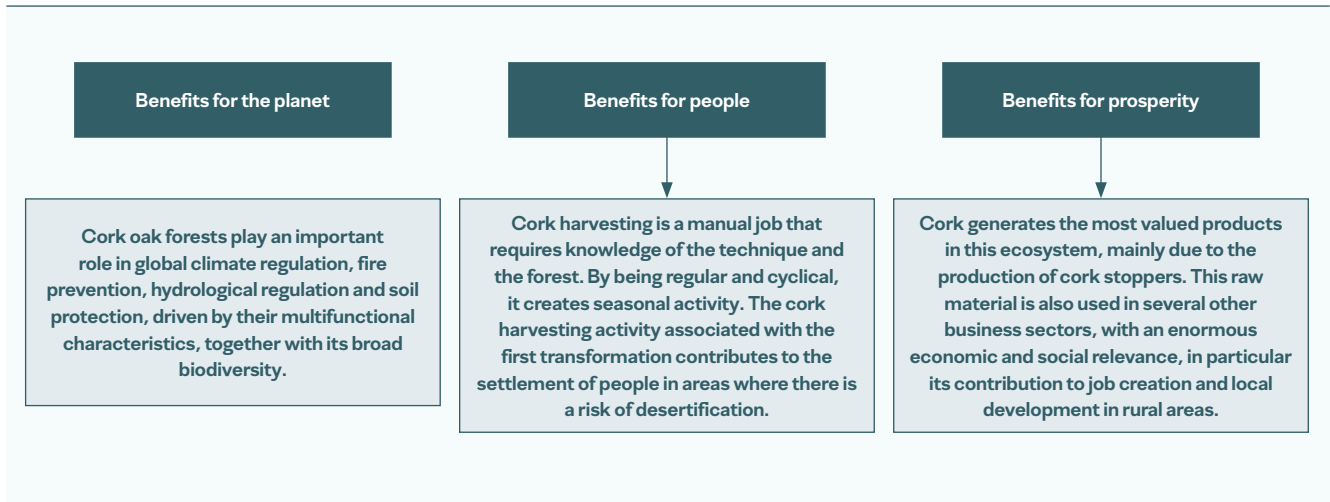 Benefits for the planet
Cork oak forests play an important
role in global climate regulation, fire
prevention, hydrological regulation and soil
protection, driven by their multifunctional
characteristics, together with its broad
biodiversity.
Benefits for people
Cork harvesting is a manual job that
requires knowledge of the technique and
the forest. By being regular and cyclical,
it creates seasonal activity. The cork
harvesting activity associated with the
first transformation contributes to the
settlement of people in areas where there is
a risk of desertification.
Benefits for prosperity
Cork generates the most valued products
in this ecosystem, mainly due to the
production of cork stoppers. This raw
material is also used in several other
business sectors, with an enormous
economic and social relevance, in particular
its contribution to job creation and local
development in rural areas.